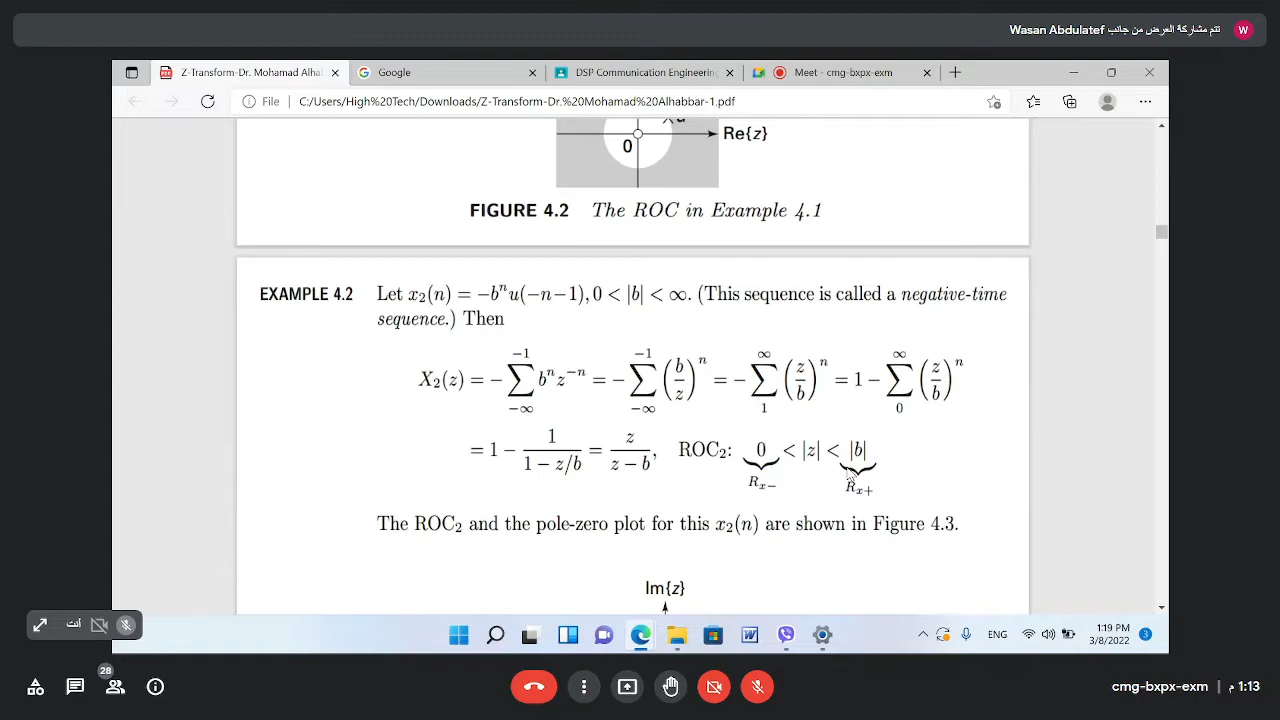 تتم مشاركة العرض من جانب Wasan Abdulatef W
Z-Transform-Dr. Mohamad Alhab
Google
DSP Communication Engineering
Meet - cmg-bxpx-exm
File C:/Users/High%20Tech/Downloads/Z-Transform-Dr.%20Mohamad%20Alhabbar-1.pdf
Re{z}
0
FIGURE 4.2 The ROC in Example 4.1
EXAMPLE 4.2 Let x₂(n) = −bⁿu(−n−1), 0 < |b| < ∞. (This sequence is called a negative-time
sequence.) Then
X₂(z) = − ∑_{−∞}^{−1} bⁿz⁻ⁿ = − ∑_{−∞}^{−1} (b/z)ⁿ = − ∑_{1}^{∞} (z/b)ⁿ = 1 − ∑_{0}^{∞} (z/b)ⁿ
= 1 − 1/(1 − z/b) = z/(z − b), ROC₂: 0 < |z| < |b|
R_{x−} R_{x+}
The ROC₂ and the pole-zero plot for this x₂(n) are shown in Figure 4.3.
Im{z}
أنت
ENG
1:19 PM
3/8/2022
3
28
cmg-bxpx-exm | 1:13 م